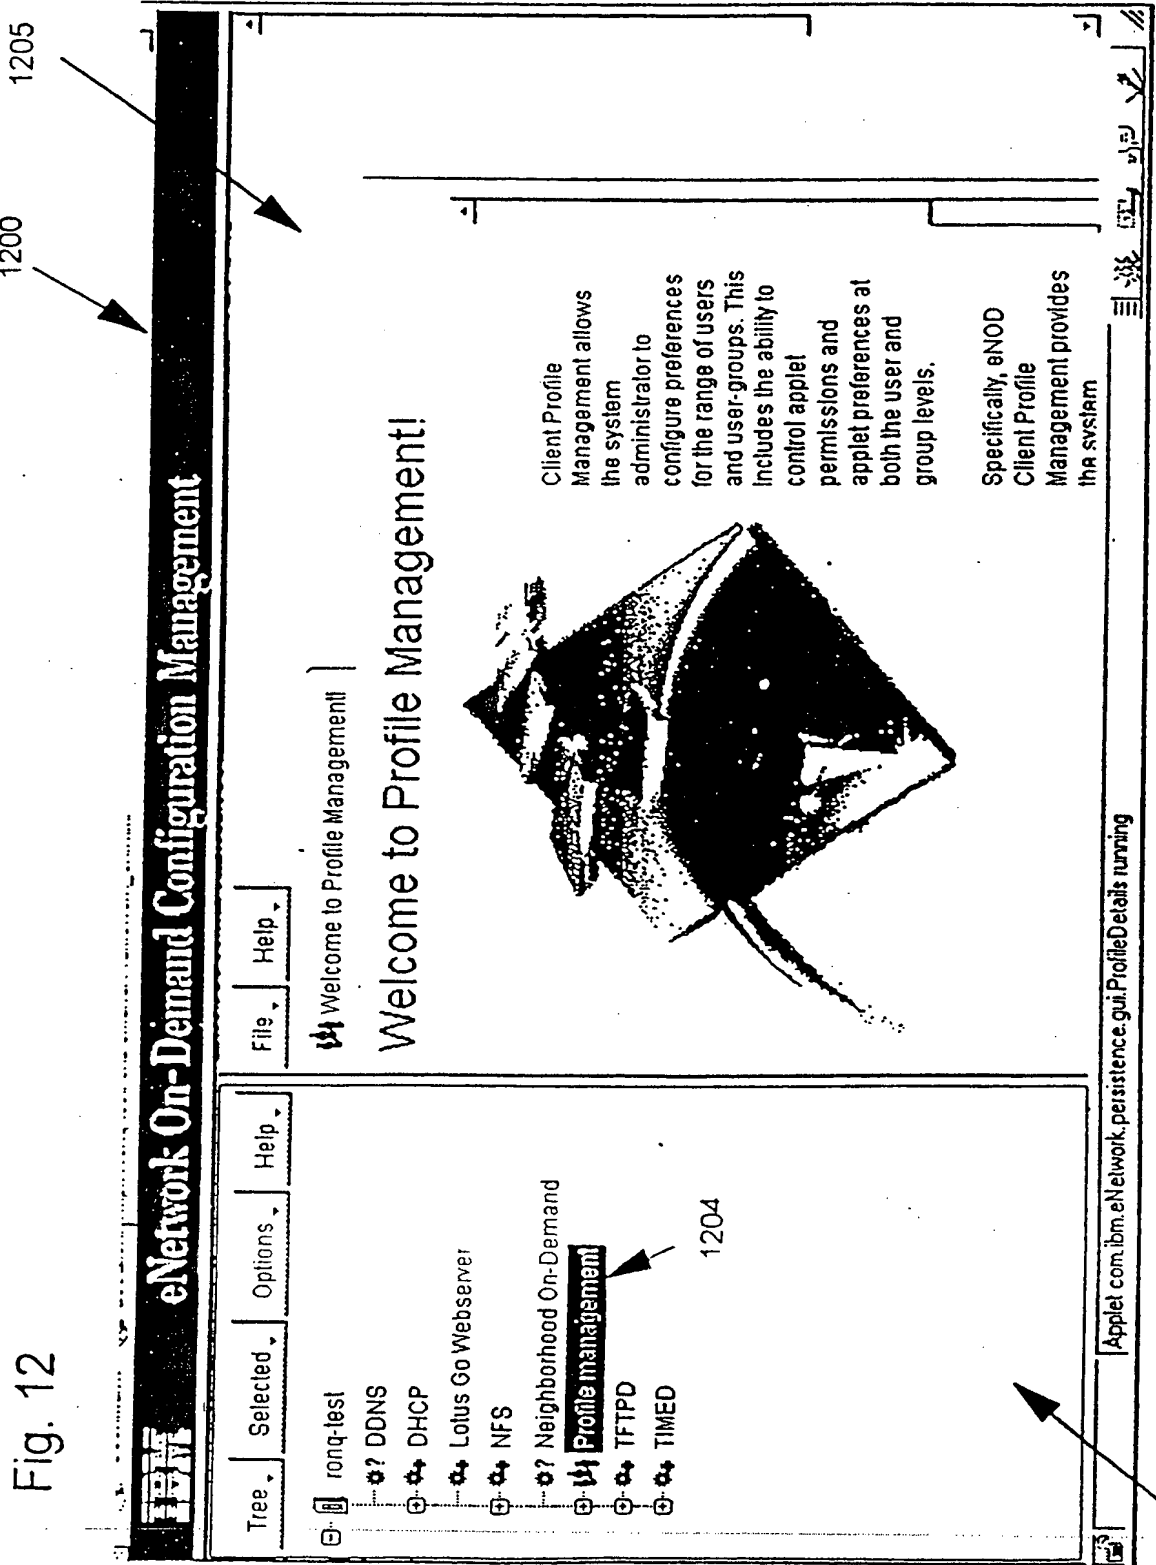 Fig. 12
1200
1205
IBM
eNetwork On-Demand Configuration Management
Tree
Selected
Options
Help
ronq-test
DDNS
DHCP
Lotus Go Webserver
NFS
Neighborhood On-Demand
Profile management
TFTPD
TIMED
1204
File
Help
Welcome to Profile Management!
Welcome to Profile Management!
Client Profile
Management allows
the system
administrator to
configure preferences
for the range of users
and user-groups. This
includes the ability to
control applet
permissions and
applet preferences at
both the user and
group levels.
Specifically, eNOD
Client Profile
Management provides
the system
Applet com.ibm.eNetwork.persistence.gui.ProfileDetails running